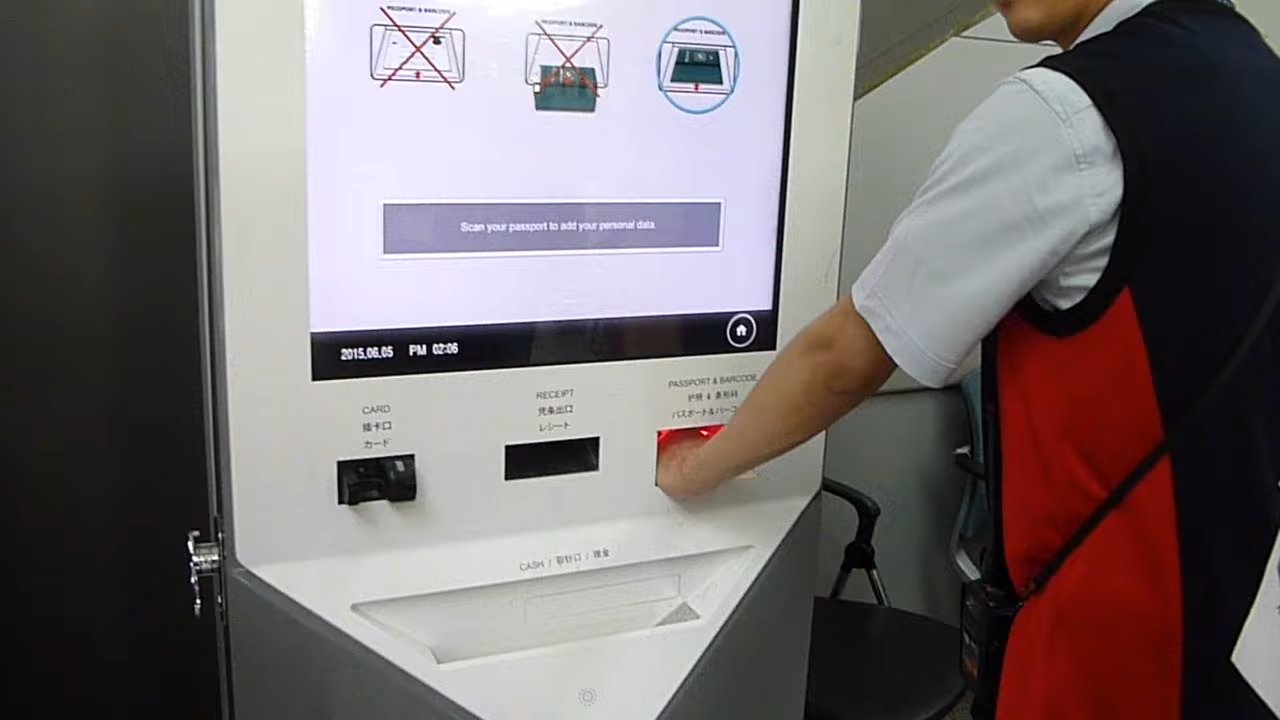 PASSPORT & BARCODE
PASSPORT & BARCODE
PASSPORT & BARCODE
Scan your passport to add your personal data.
2015.06.05 PM 02:06
CARD
插卡口
カード
RECEIPT
凭条出口
レシート
PASSPORT & BARCODE
护照 & 条形码
パスポート&バーコ
CASH / 取钞口 / 現金